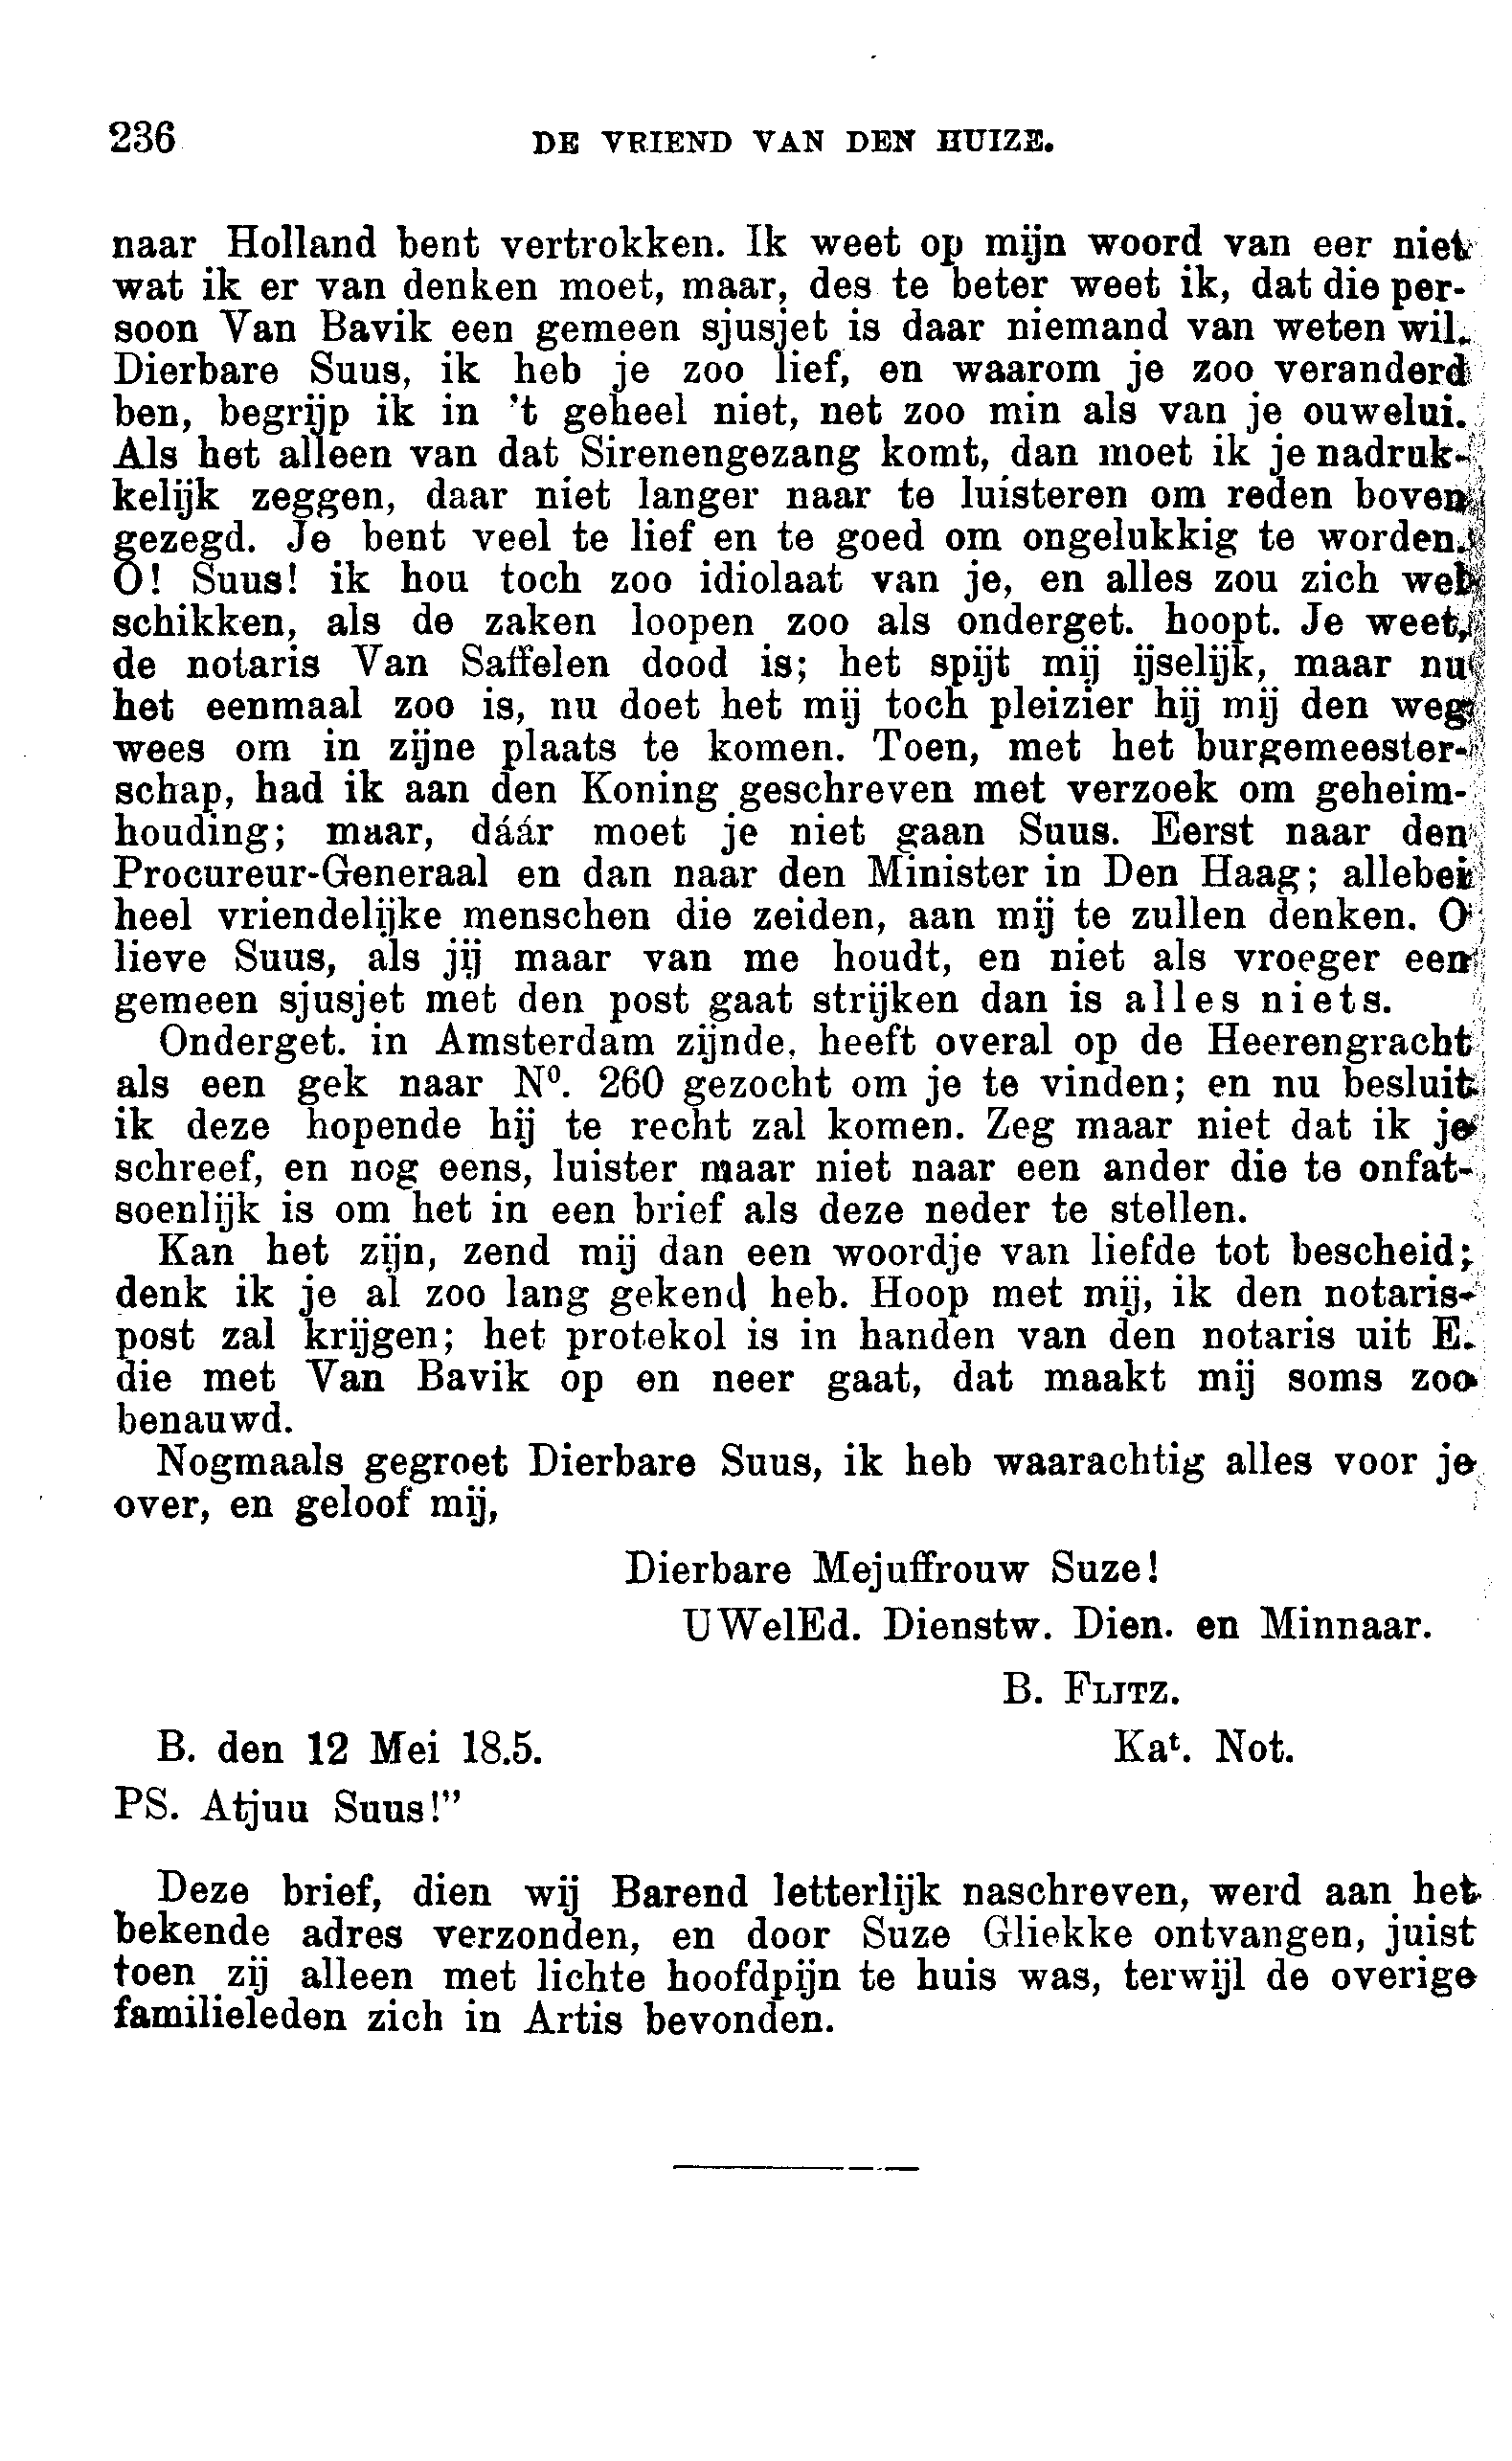 236
DE VRIEND VAN DEN HUIZE.
naar Holland bent vertrokken. Ik weet op mijn woord van eer niet
wat ik er van denken moet, maar, des te beter weet ik, dat die per-
soon Van Bavik een gemeen sjusjet is daar niemand van weten wil.
Dierbare Suus, ik heb je zoo lief, en waarom je zoo veranderd
ben, begrijp ik in 't geheel niet, net zoo min als van je ouwelui.
Als het alleen van dat Sirenengezang komt, dan moet ik je nadruk-
kelijk zeggen, daar niet langer naar te luisteren om reden boven
gezegd. Je bent veel te lief en te goed om ongelukkig te worden.
O! Suus! ik hou toch zoo idiolaat van je, en alles zou zich wel
schikken, als de zaken loopen zoo als onderget. hoopt. Je weet,
de notaris Van Saffelen dood is; het spijt mij ijselijk, maar nu
het eenmaal zoo is, nu doet het mij toch pleizier hij mij den weg
wees om in zijne plaats te komen. Toen, met het burgemeester-
schap, had ik aan den Koning geschreven met verzoek om geheim-
houding; maar, dáár moet je niet gaan Suus. Eerst naar den
Procureur-Generaal en dan naar den Minister in Den Haag; allebei
heel vriendelijke menschen die zeiden, aan mij te zullen denken. O
lieve Suus, als jij maar van me houdt, en niet als vroeger een
gemeen sjusjet met den post gaat strijken dan is alles niets.
Onderget. in Amsterdam zijnde, heeft overal op de Heerengracht
als een gek naar Nº. 260 gezocht om je te vinden; en nu besluit
ik deze hopende hij te recht zal komen. Zeg maar niet dat ik je
schreef, en nog eens, luister maar niet naar een ander die te onfat-
soenlijk is om het in een brief als deze neder te stellen.
Kan het zijn, zend mij dan een woordje van liefde tot bescheid;
denk ik je al zoo lang gekend heb. Hoop met mij, ik den notaris-
post zal krijgen; het protekol is in handen van den notaris uit E.
die met Van Bavik op en neer gaat, dat maakt mij soms zoo
benauwd.
Nogmaals gegroet Dierbare Suus, ik heb waarachtig alles voor je
over, en geloof mij,
Dierbare Mejuffrouw Suze!
UWelEd. Dienstw. Dien. en Minnaar.
B. FLITZ.
B. den 12 Mei 18.5. Kaᵗ. Not.
PS. Atjuu Suus!”
Deze brief, dien wij Barend letterlijk naschreven, werd aan het
bekende adres verzonden, en door Suze Gliekke ontvangen, juist
toen zij alleen met lichte hoofdpijn te huis was, terwijl de overige
familieleden zich in Artis bevonden.